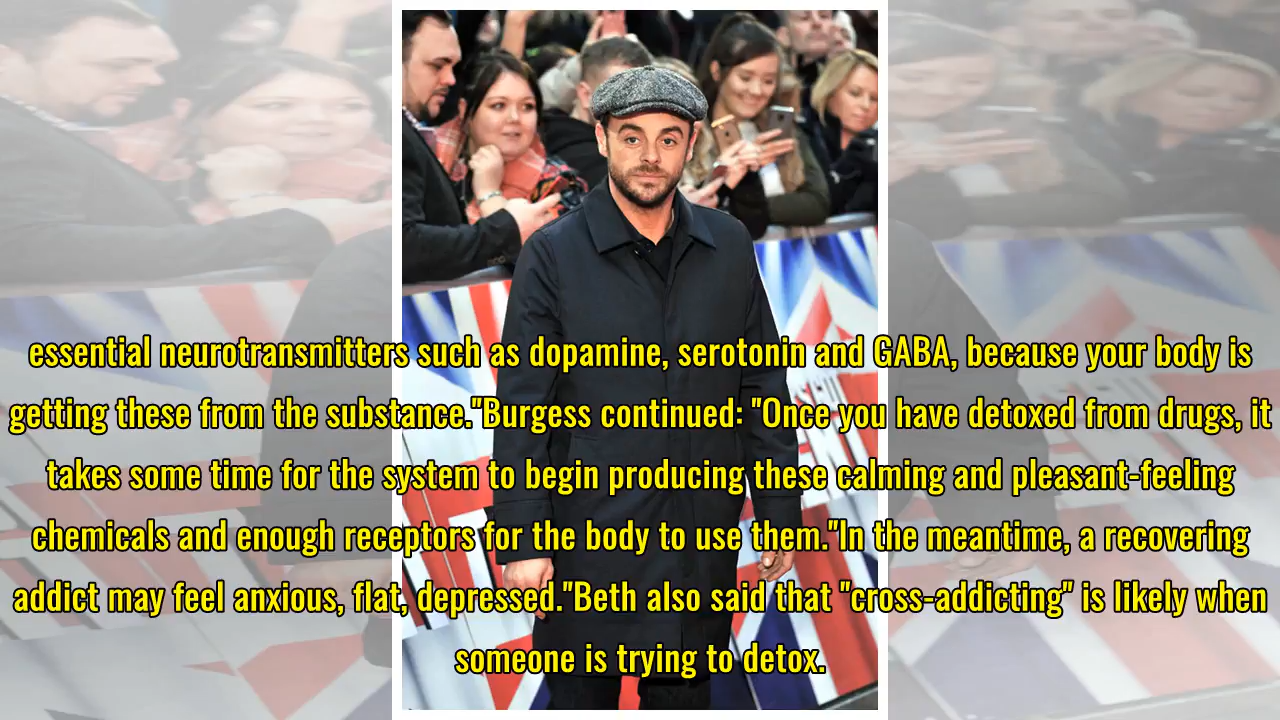 essential neurotransmitters such as dopamine, serotonin and GABA, because your body is
getting these from the substance."Burgess continued: "Once you have detoxed from drugs, it
takes some time for the system to begin producing these calming and pleasant-feeling
chemicals and enough receptors for the body to use them."In the meantime, a recovering
addict may feel anxious, flat, depressed."Beth also said that "cross-addicting" is likely when
someone is trying to detox.